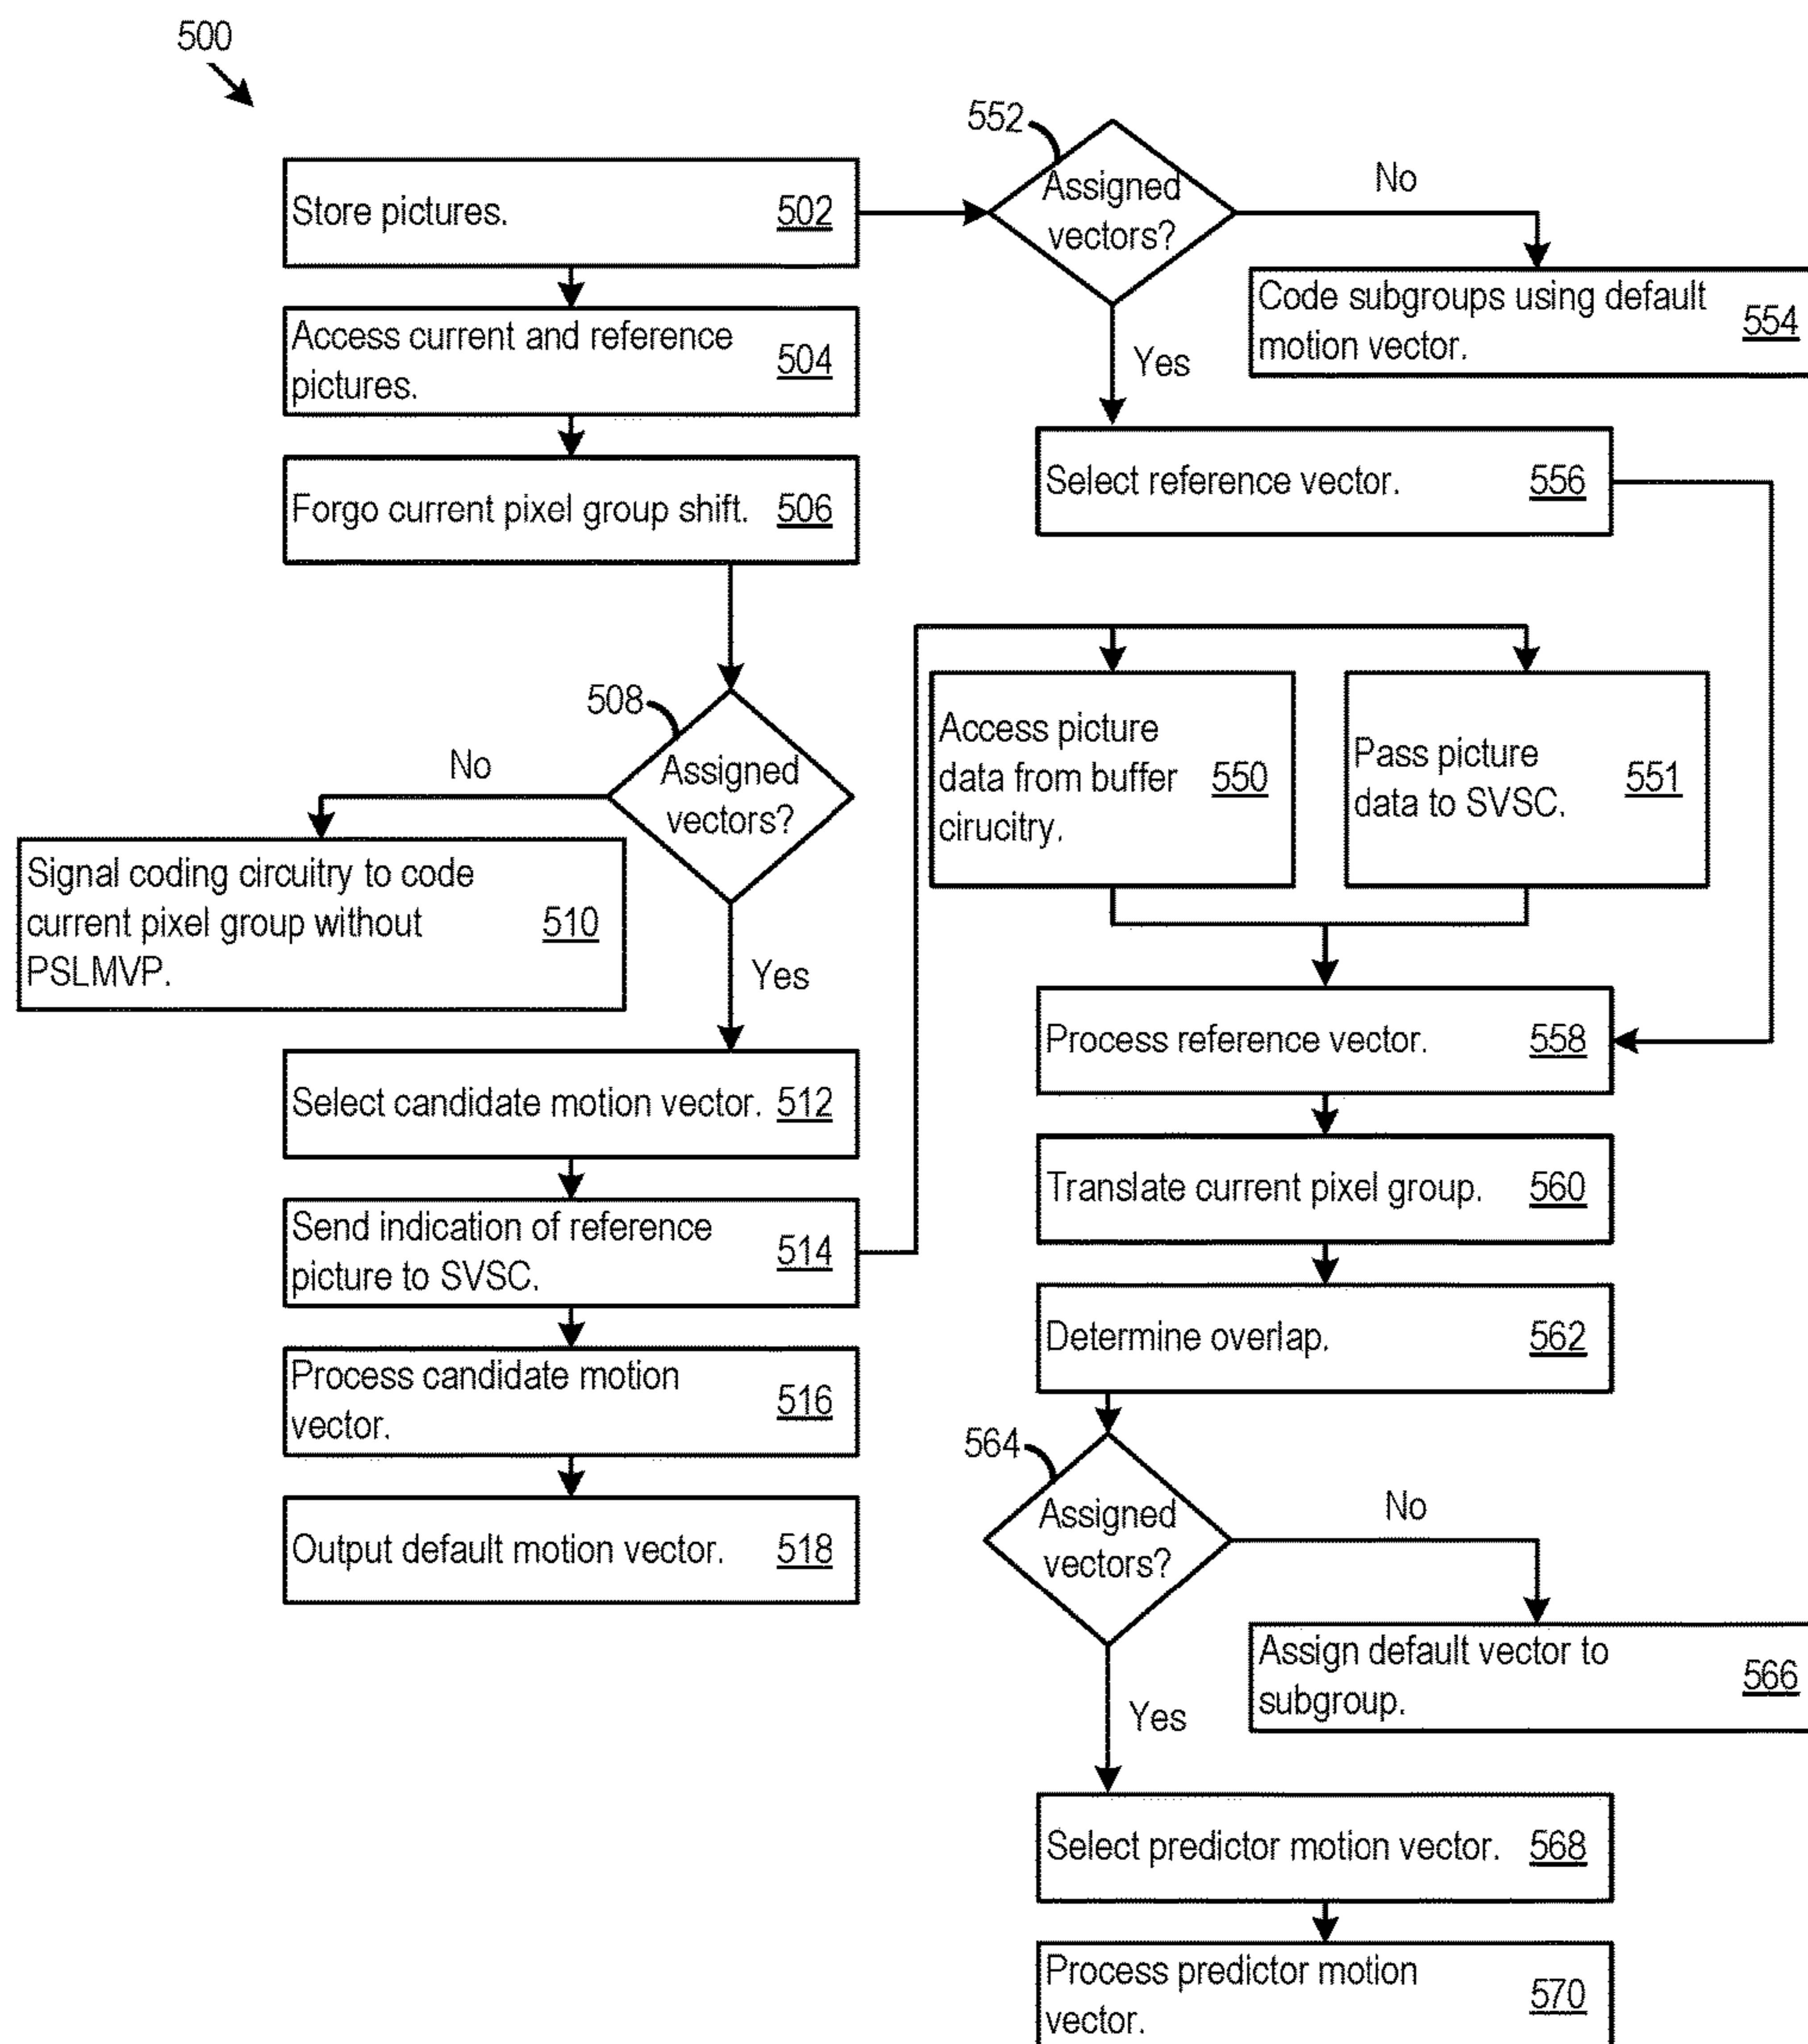 500
Store pictures. 502
Access current and reference
pictures. 504
Forgo current pixel group shift. 506
508
Assigned
vectors?
No
Yes
Signal coding circuitry to code
current pixel group without 510
PSLMVP.
Select candidate motion vector. 512
Send indication of reference
picture to SVSC. 514
Process candidate motion
vector. 516
Output default motion vector. 518
552
Assigned
vectors?
No
Yes
Code subgroups using default
motion vector. 554
Select reference vector. 556
Access picture
data from buffer 550
cirucitry.
Pass picture
data to SVSC. 551
Process reference vector. 558
Translate current pixel group. 560
Determine overlap. 562
564
Assigned
vectors?
No
Yes
Assign default vector to
subgroup. 566
Select predictor motion vector. 568
Process predictor motion
vector. 570